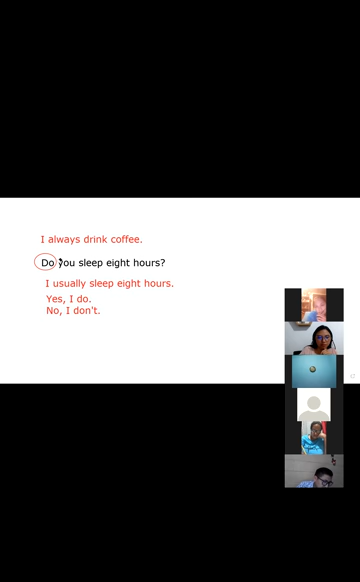 I always drink coffee.
Do you sleep eight hours?
I usually sleep eight hours.
Yes, I do.
No, I don't.